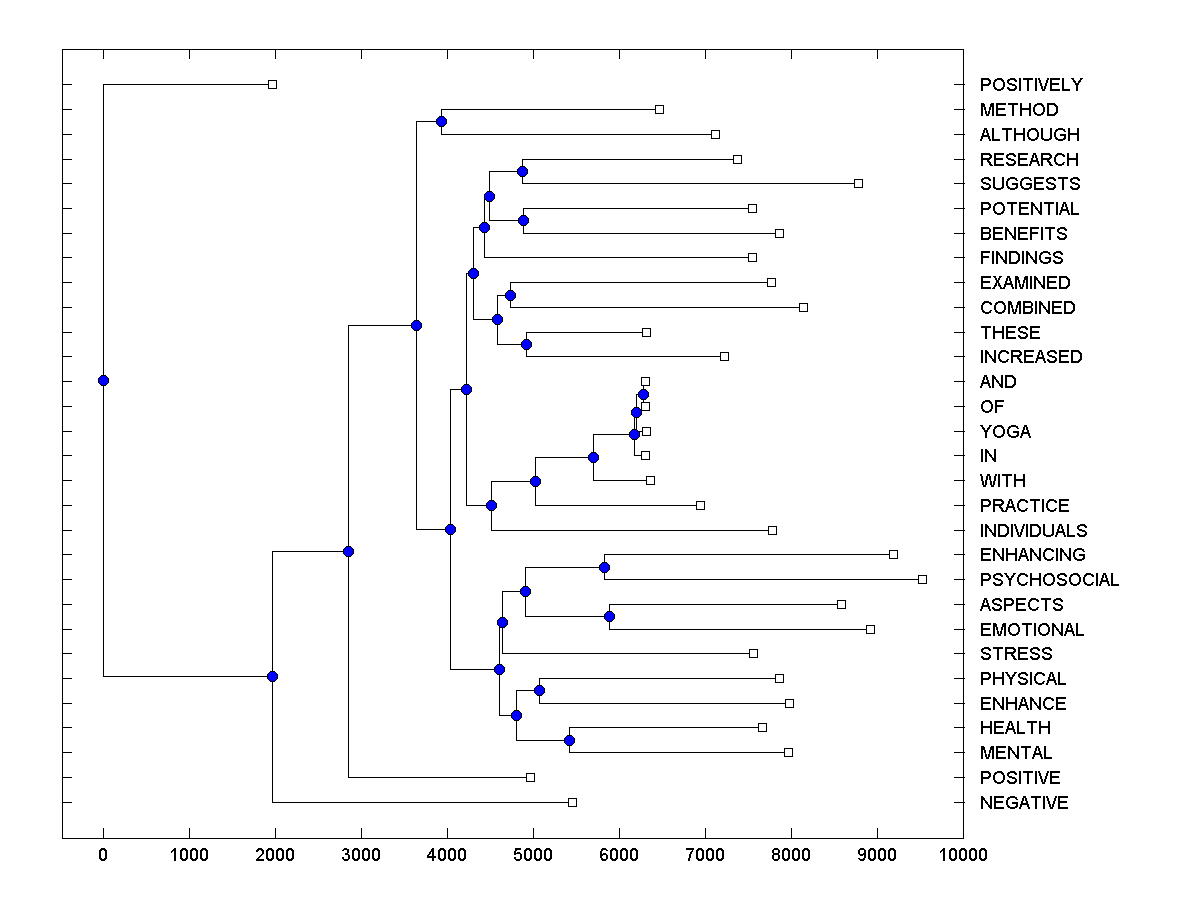 POSITIVELY
METHOD
ALTHOUGH
RESEARCH
SUGGESTS
POTENTIAL
BENEFITS
FINDINGS
EXAMINED
COMBINED
THESE
INCREASED
AND
OF
YOGA
IN
WITH
PRACTICE
INDIVIDUALS
ENHANCING
PSYCHOSOCIAL
ASPECTS
EMOTIONAL
STRESS
PHYSICAL
ENHANCE
HEALTH
MENTAL
POSITIVE
NEGATIVE
0 1000 2000 3000 4000 5000 6000 7000 8000 9000 10000